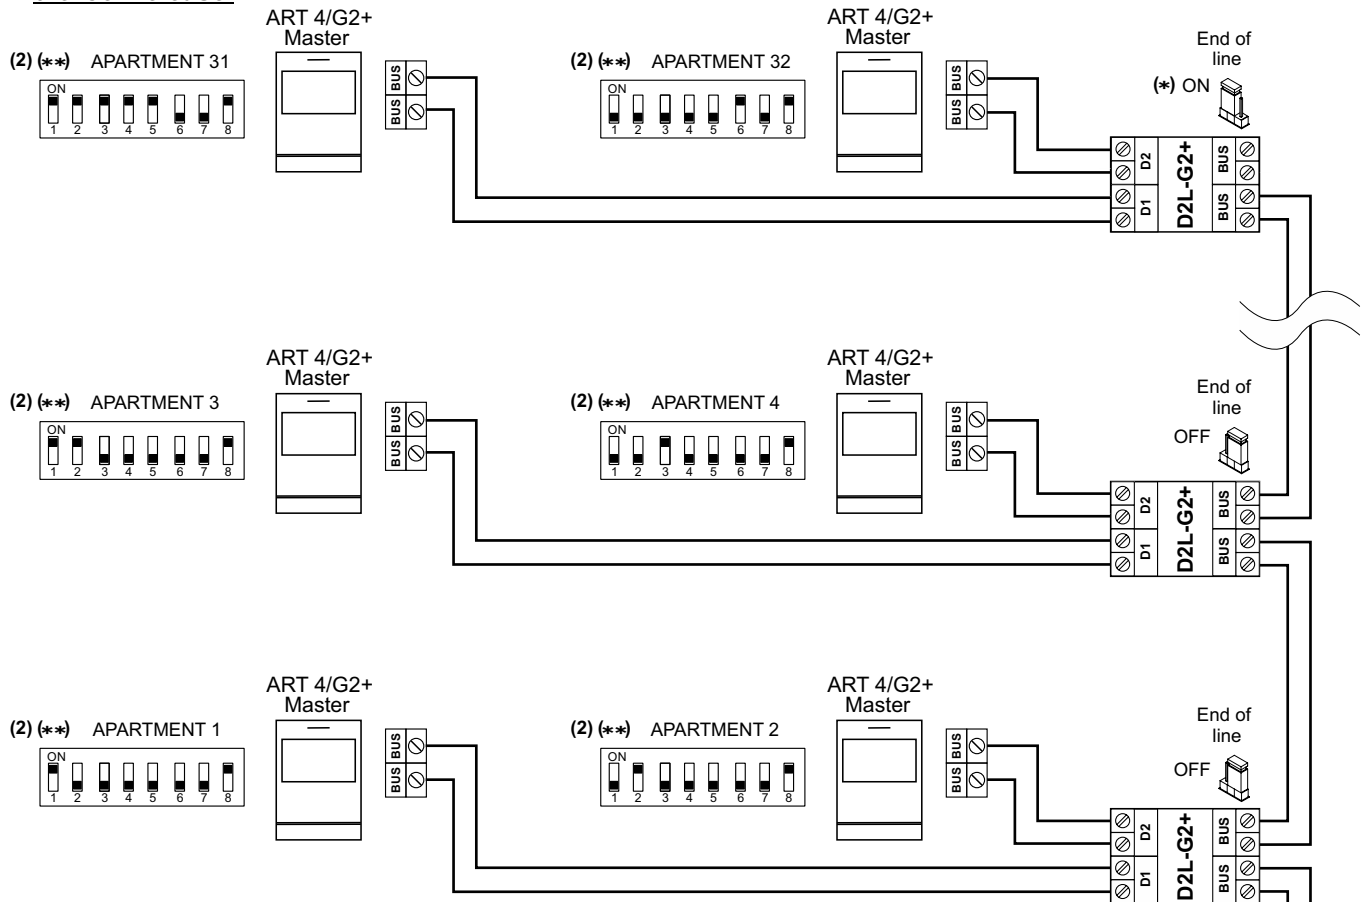 ART 4/G2+
Master
ART 4/G2+
Master
(2) (**) APARTMENT 31
(2) (**) APARTMENT 32
End of
line
(*) ON
ON
1 2 3 4 5 6 7 8
BUS
BUS
ON
1 2 3 4 5 6 7 8
BUS
BUS
D2
D1
D2L-G2+
BUS
BUS
ART 4/G2+
Master
ART 4/G2+
Master
(2) (**) APARTMENT 3
(2) (**) APARTMENT 4
End of
line
OFF
ON
1 2 3 4 5 6 7 8
BUS
BUS
ON
1 2 3 4 5 6 7 8
BUS
BUS
D2
D1
D2L-G2+
BUS
BUS
ART 4/G2+
Master
ART 4/G2+
Master
(2) (**) APARTMENT 1
(2) (**) APARTMENT 2
End of
line
OFF
ON
1 2 3 4 5 6 7 8
BUS
BUS
ON
1 2 3 4 5 6 7 8
BUS
BUS
D2
D1
D2L-G2+
BUS
BUS